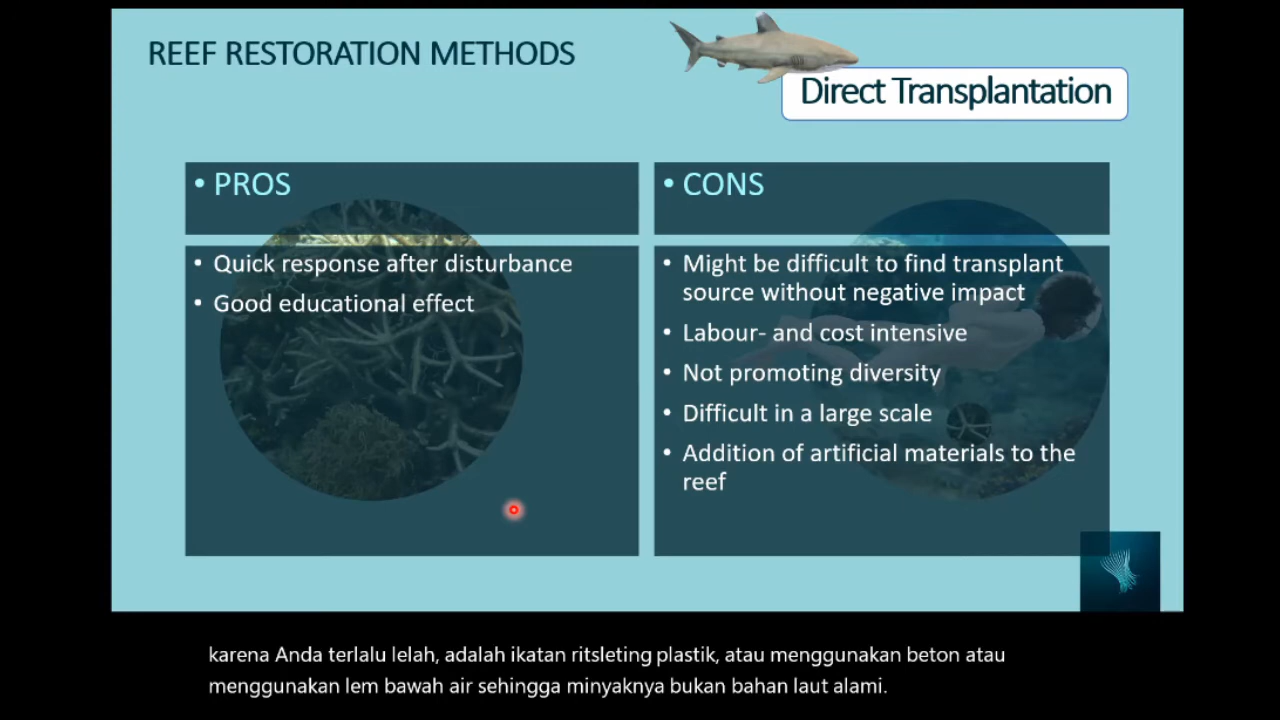 REEF RESTORATION METHODS
Direct Transplantation
• PROS
• Quick response after disturbance
• Good educational effect
• CONS
• Might be difficult to find transplant
source without negative impact
• Labour- and cost intensive
• Not promoting diversity
• Difficult in a large scale
• Addition of artificial materials to the
reef
karena Anda terlalu lelah, adalah ikatan ritsleting plastik, atau menggunakan beton atau
menggunakan lem bawah air sehingga minyaknya bukan bahan laut alami.